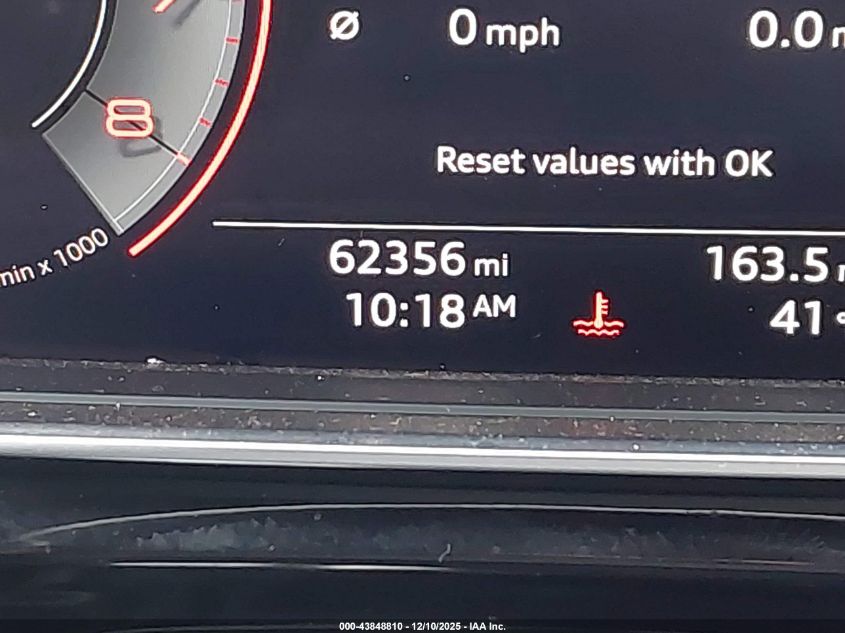 Ø 0 mph 0.0
Reset values with OK
8
min x 1000
62356 mi 163.5
10:18 AM 41
000-43848810 - 12/10/2025 - IAA Inc.